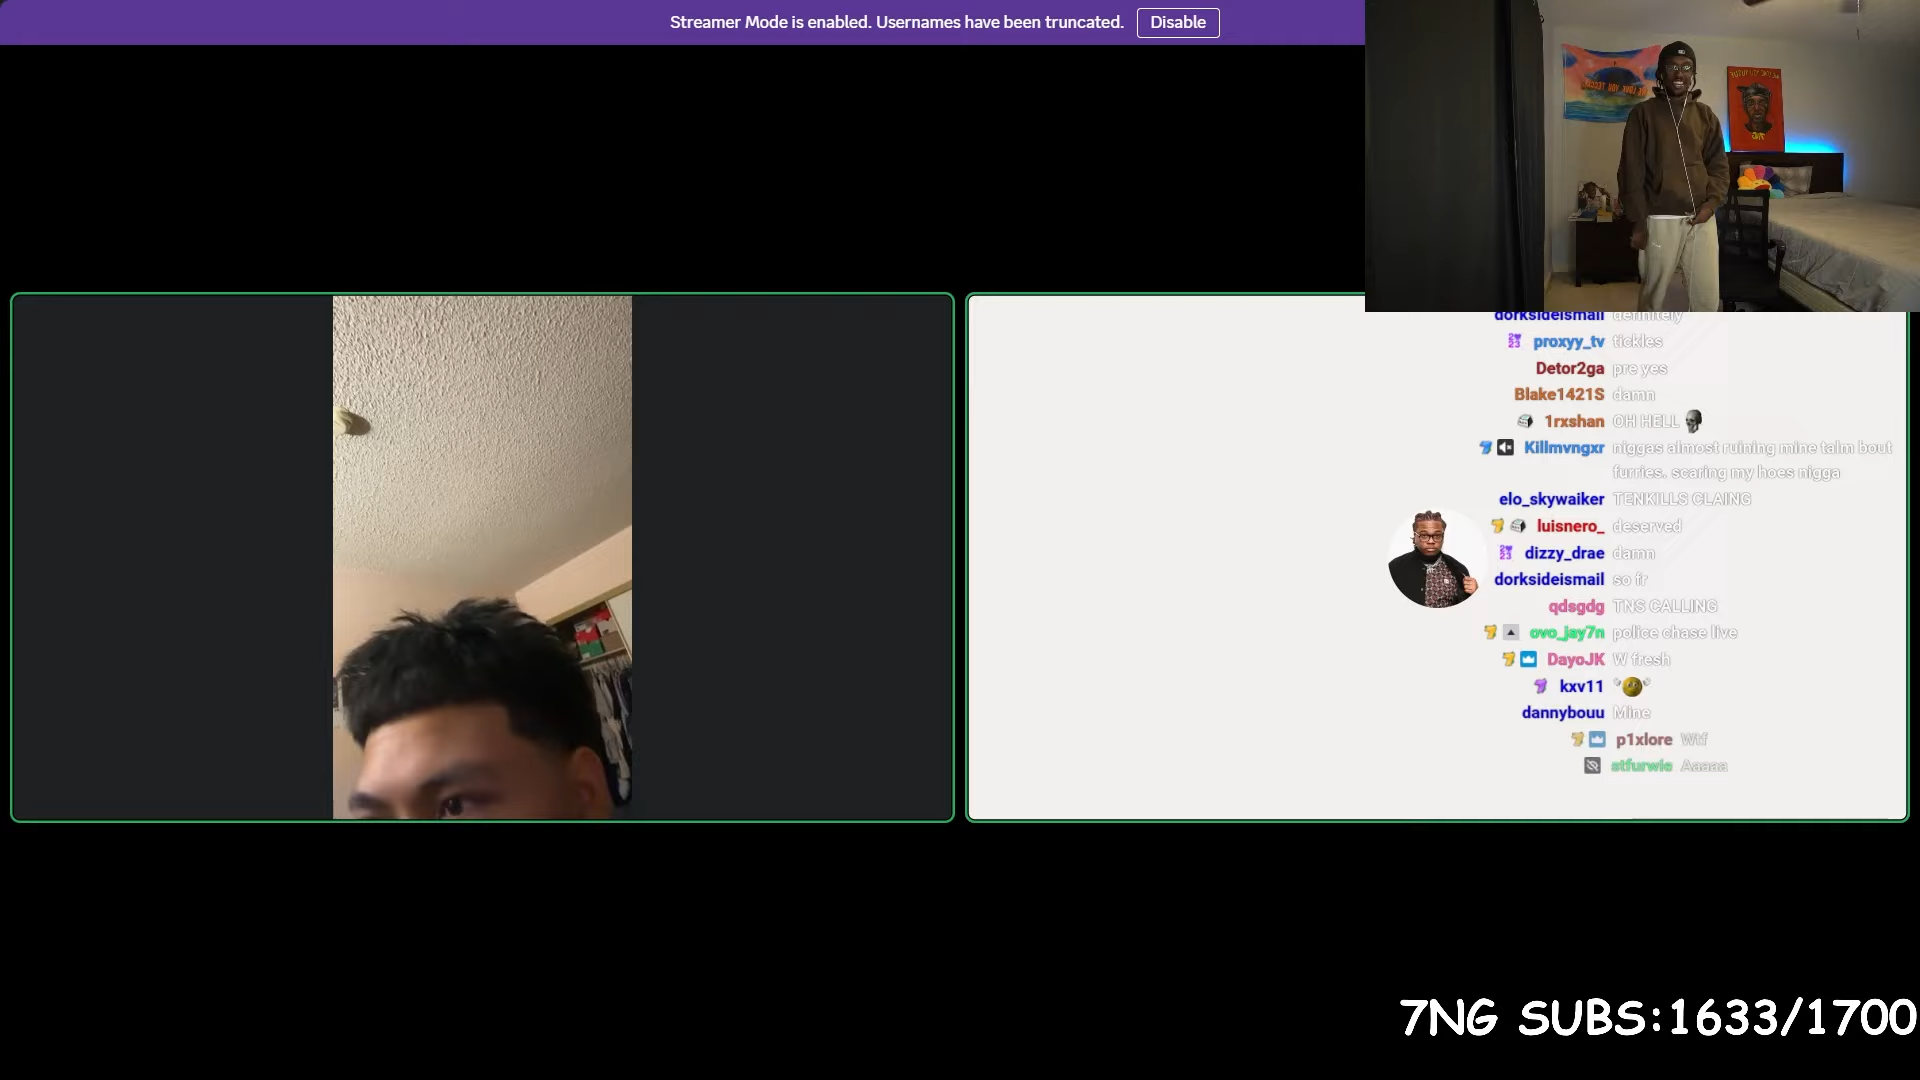 Streamer Mode is enabled. Usernames have been truncated. Disable
dorksideismail definitely
proxyy_tv tickles
Detor2ga pre yes
Blake1421S damn
1rxshan OH HELL
Killmvngxr niggas almost ruining mine talm bout
furries. scaring my hoes nigga
elo_skywaiker TENKILLS CLAING
luisnero_ deserved
dizzy_drae damn
dorksideismail so fr
qdsgdg TNS CALLING
ovo_jay7n police chase live
DayoJK W fresh
kxv11
dannybouu Mine
p1xlore Wtf
stfurwie Aaaaa
7NG SUBS:1633/1700